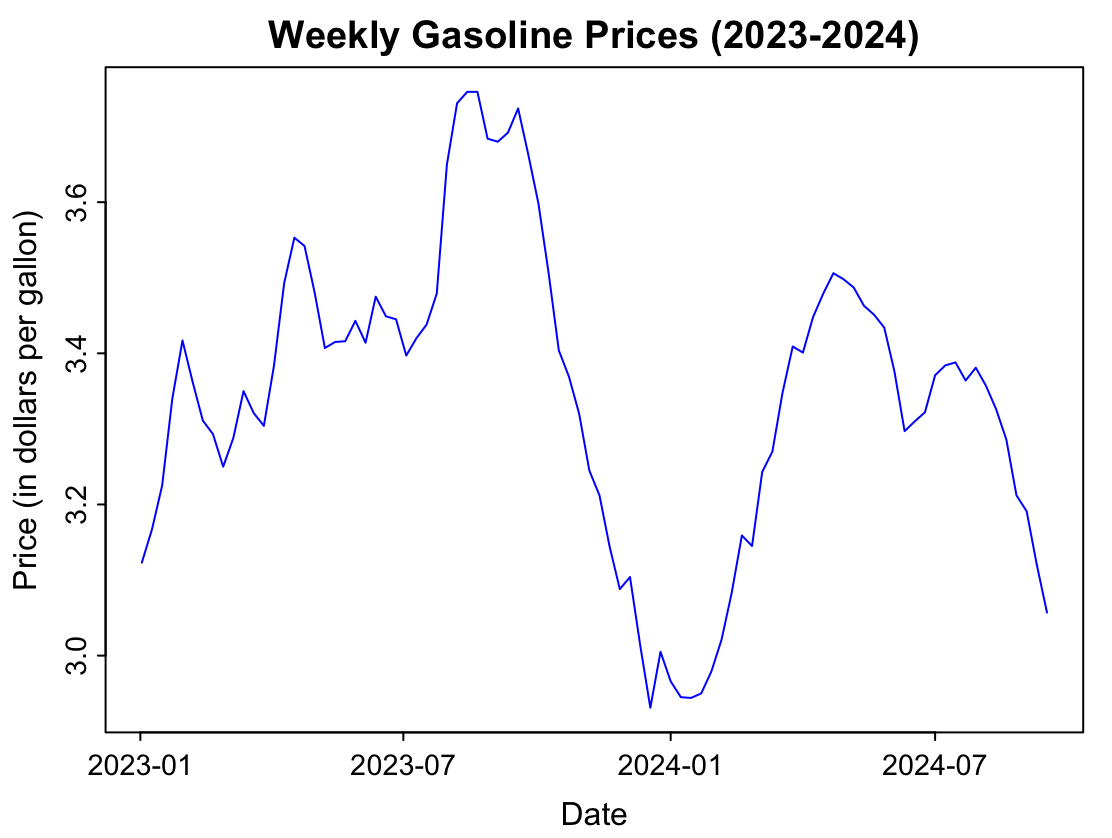 Weekly Gasoline Prices (2023-2024)
Price (in dollars per gallon)
3.6
3.4
3.2
3.0
2023-01
2023-07
2024-01
2024-07
Date